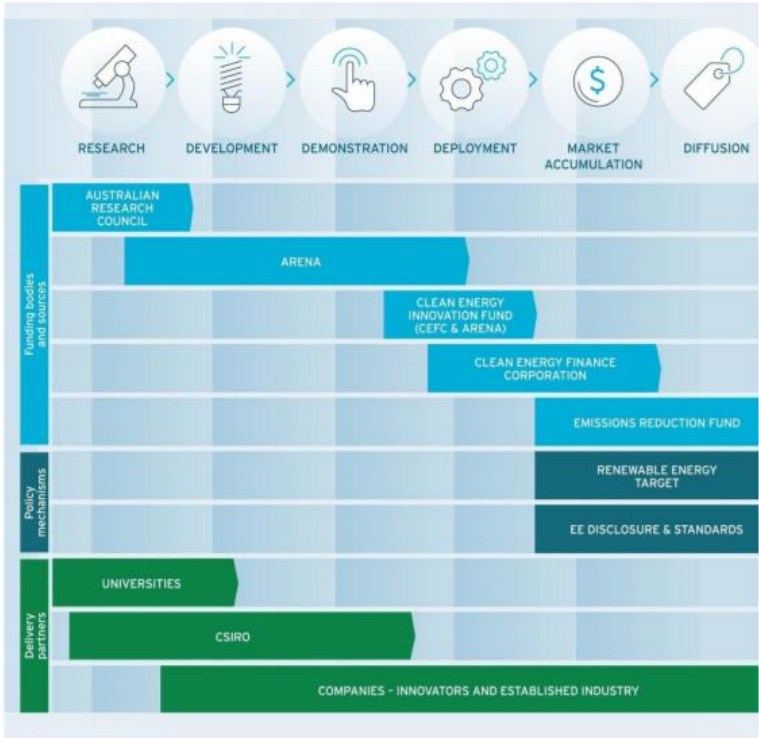 RESEARCH
DEVELOPMENT
DEMONSTRATION
DEPLOYMENT
MARKET
ACCUMULATION
DIFFUSION
$
Funding bodies
and sources
AUSTRALIAN
RESEARCH
COUNCIL
ARENA
CLEAN ENERGY
INNOVATION FUND
(CEFC & ARENA)
CLEAN ENERGY FINANCE
CORPORATION
EMISSIONS REDUCTION FUND
Policy
mechanisms
RENEWABLE ENERGY
TARGET
EE DISCLOSURE & STANDARDS
Delivery
partners
UNIVERSITIES
CSIRO
COMPANIES – INNOVATORS AND ESTABLISHED INDUSTRY